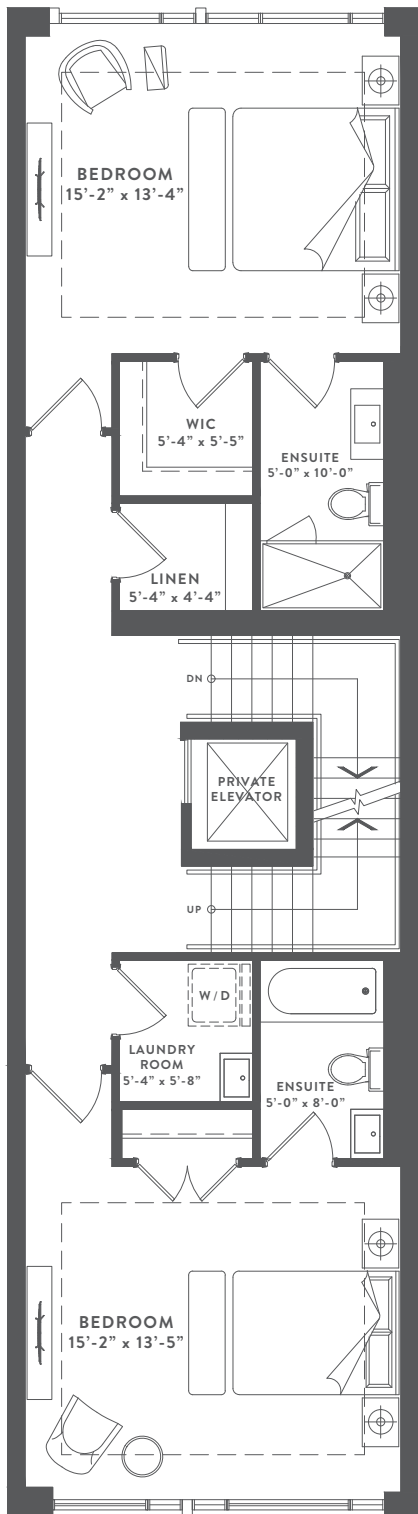 BEDROOM
15'-2" x 13'-4"
WIC
5'-4" x 5'-5"
ENSUITE
5'-0" x 10'-0"
LINEN
5'-4" x 4'-4"
DN
PRIVATE
ELEVATOR
UP
W/D
LAUNDRY
ROOM
5'-4" x 5'-8"
ENSUITE
5'-0" x 8'-0"
BEDROOM
15'-2" x 13'-5"